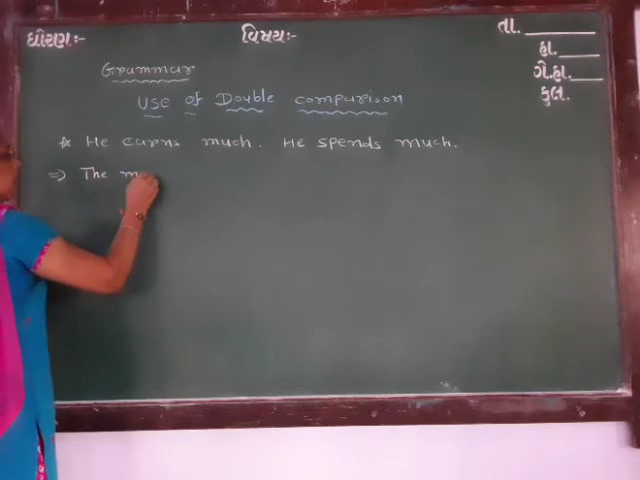 ધોરણ:-
વિષય:-
તા.
હા.
ગે.હા.
કુલ.
Grammar
Use of Double comparison
* He earns much. He spends much.
=> The m